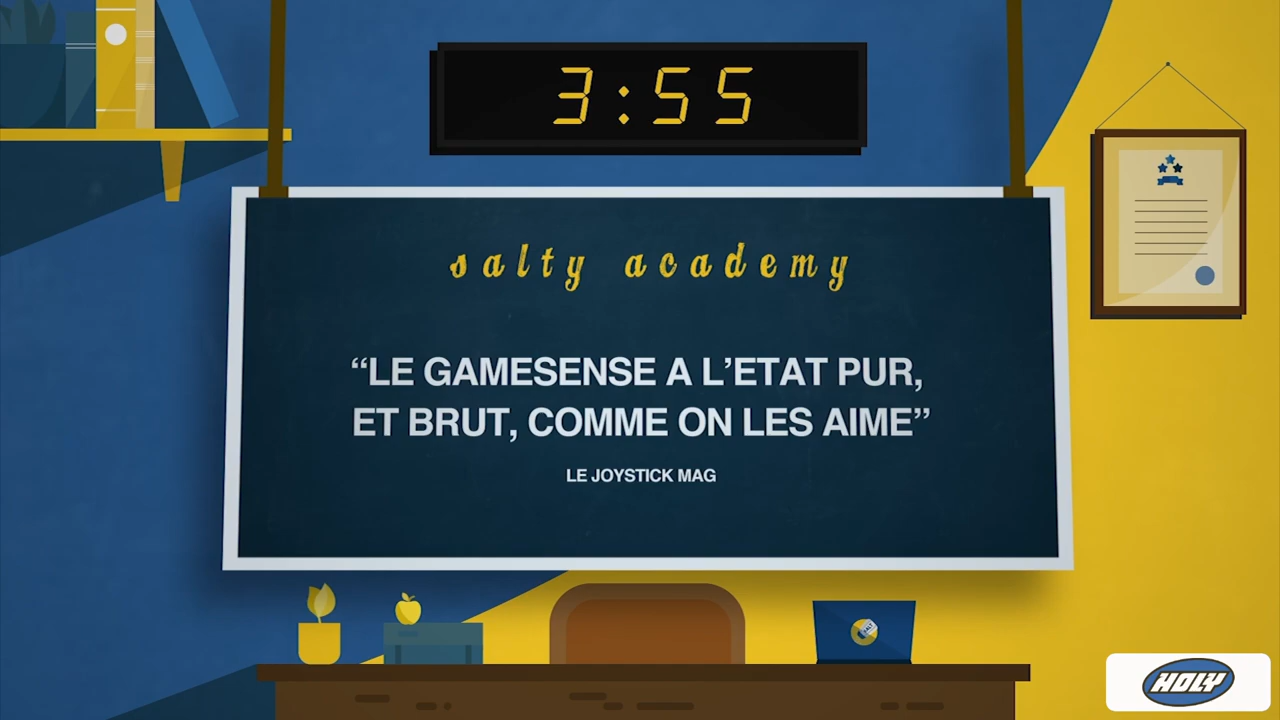 3:55
salty academy
“LE GAMESENSE A L’ETAT PUR,
ET BRUT, COMME ON LES AIME”
LE JOYSTICK MAG
HOLY